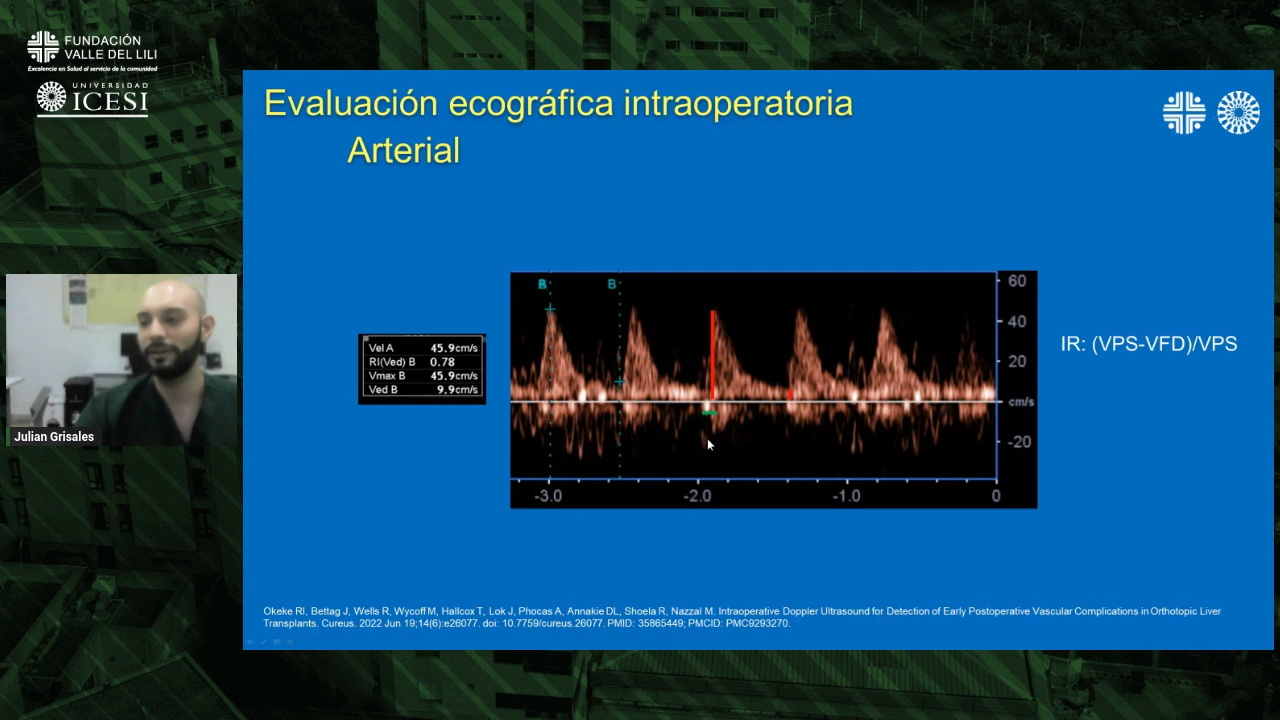 FUNDACIÓN
VALLE DEL LILI
Excelencia en Salud al servicio de la comunidad
UNIVERSIDAD
ICESI
Evaluación ecográfica intraoperatoria
Arterial
B B
60
40
20
cm/s
-20
-3.0 -2.0 -1.0 0
Vel A 45.9cm/s
RI(Ved) B 0.78
Vmax B 45.9cm/s
Ved B 9.9cm/s
IR: (VPS-VFD)/VPS
Julian Grisales
Okeke RI, Bettag J, Wells R, Wycoff M, Hallcox T, Lok J, Phocas A, Annakie DL, Shoela R, Nazzal M. Intraoperative Doppler Ultrasound for Detection of Early Postoperative Vascular Complications in Orthotopic Liver
Transplants. Cureus. 2022 Jun 19;14(6):e26077. doi: 10.7759/cureus.26077. PMID: 35865449; PMCID: PMC9293270.